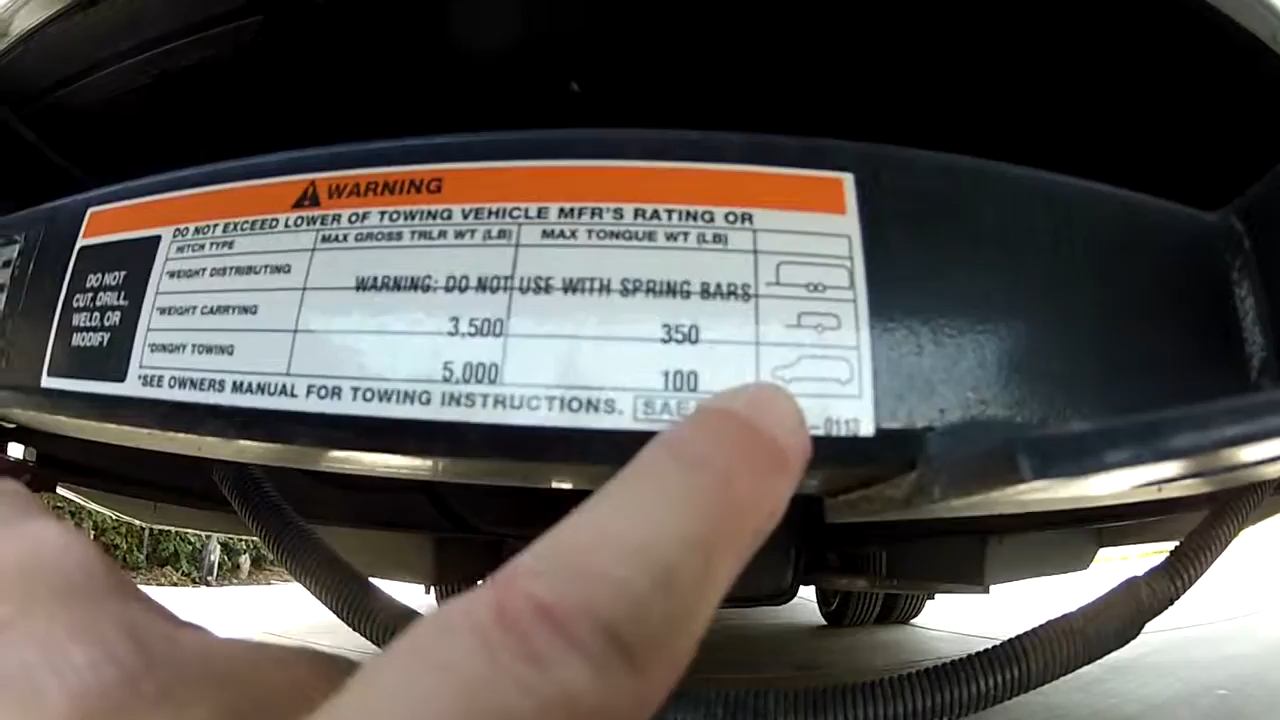 WARNING
DO NOT EXCEED LOWER OF TOWING VEHICLE MFR'S RATING OR
HITCH TYPE MAX GROSS TRLR WT (LB) MAX TONGUE WT (LB)
*WEIGHT DISTRIBUTING WARNING: DO NOT USE WITH SPRING BARS
*WEIGHT CARRYING 3,500 350
*DINGHY TOWING 5,000 100
*SEE OWNERS MANUAL FOR TOWING INSTRUCTIONS. SAE
-0113
DO NOT
CUT, DRILL,
WELD, OR
MODIFY